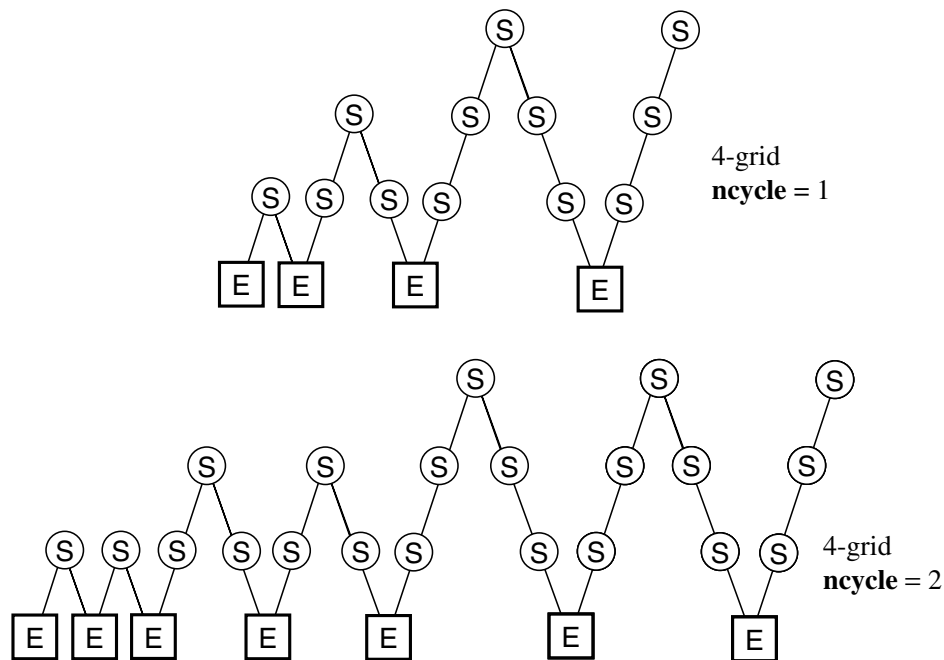 S S
S S S S
4-grid
ncycle = 1
S S S S S S
E E E E
S S S
S S S S S S S
4-grid
S S S S S S S S S S S
ncycle = 2
E E E E E E E